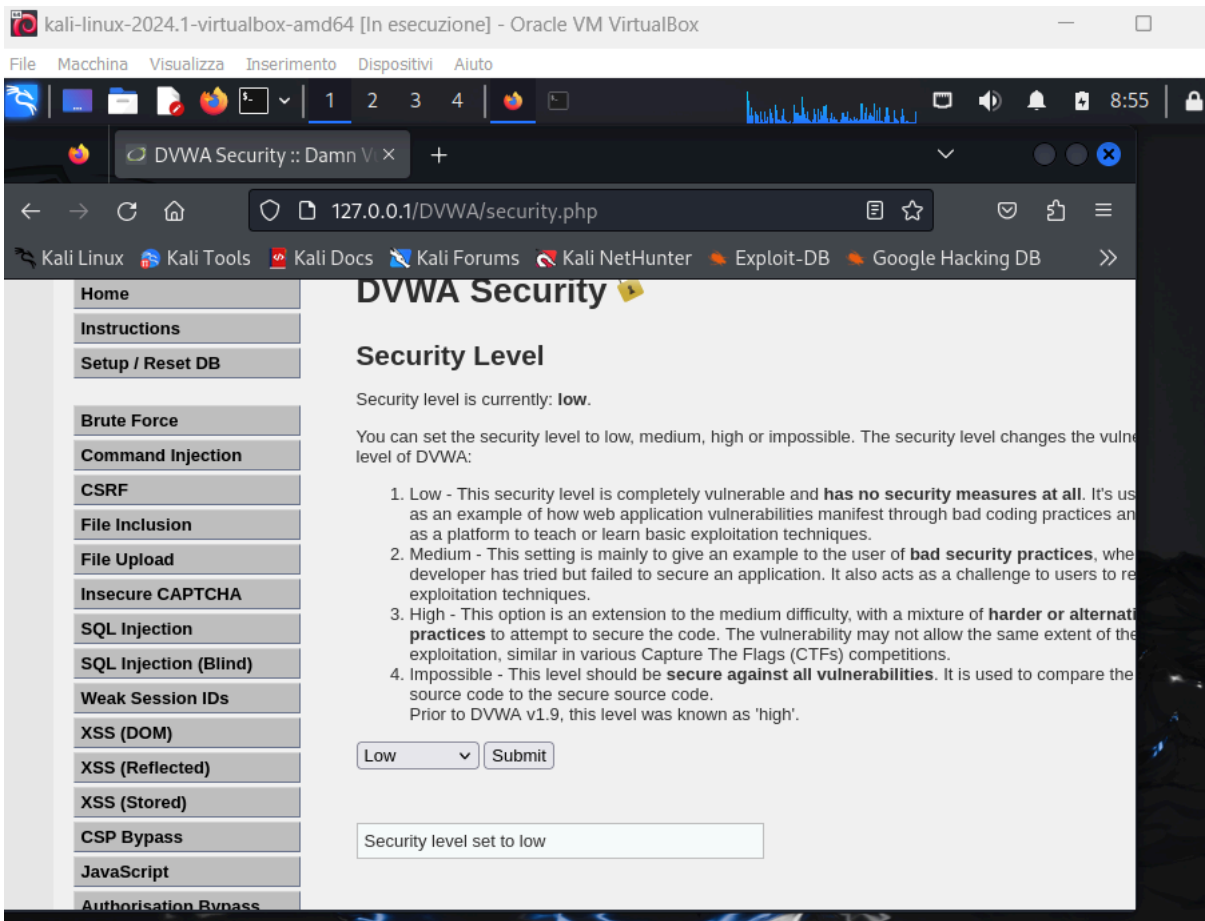 kali-linux-2024.1-virtualbox-amd64 [In esecuzione] - Oracle VM VirtualBox
File Macchina Visualizza Inserimento Dispositivi Aiuto
1 2 3 4 8:55
DVWA Security :: Damn V
127.0.0.1/DVWA/security.php
Kali Linux Kali Tools Kali Docs Kali Forums Kali NetHunter Exploit-DB Google Hacking DB
Home
Instructions
Setup / Reset DB
Brute Force
Command Injection
CSRF
File Inclusion
File Upload
Insecure CAPTCHA
SQL Injection
SQL Injection (Blind)
Weak Session IDs
XSS (DOM)
XSS (Reflected)
XSS (Stored)
CSP Bypass
JavaScript
Authorisation Bypass
DVWA Security
Security Level
Security level is currently: low.
You can set the security level to low, medium, high or impossible. The security level changes the vulne
level of DVWA:
1. Low - This security level is completely vulnerable and has no security measures at all. It's us
as an example of how web application vulnerabilities manifest through bad coding practices an
as a platform to teach or learn basic exploitation techniques.
2. Medium - This setting is mainly to give an example to the user of bad security practices, whe
developer has tried but failed to secure an application. It also acts as a challenge to users to re
exploitation techniques.
3. High - This option is an extension to the medium difficulty, with a mixture of harder or alternati
practices to attempt to secure the code. The vulnerability may not allow the same extent of the
exploitation, similar in various Capture The Flags (CTFs) competitions.
4. Impossible - This level should be secure against all vulnerabilities. It is used to compare the
source code to the secure source code.
Prior to DVWA v1.9, this level was known as 'high'.
Low Submit
Security level set to low